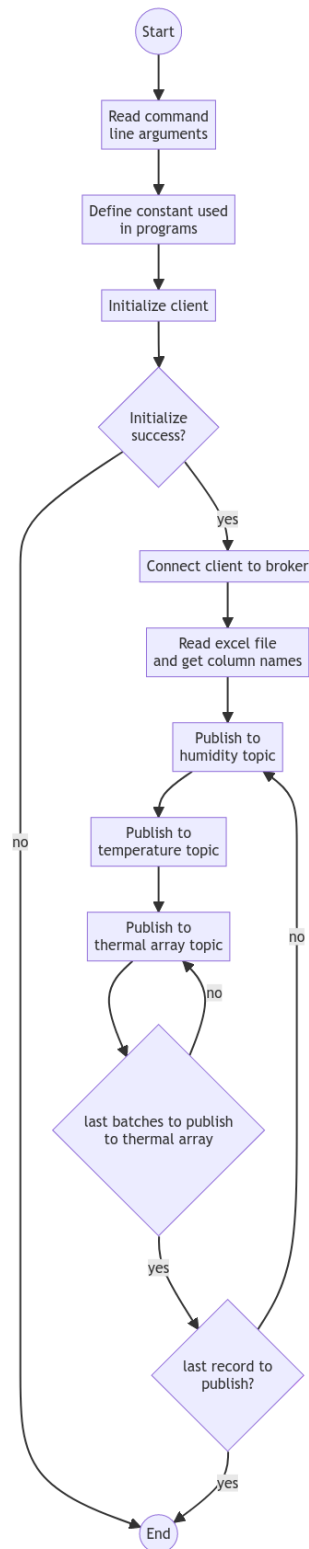 Start
Read command
line arguments
Define constant used
in programs
Initialize client
Initialize
success?
yes
Connect client to broker
Read excel file
and get column names
Publish to
humidity topic
no
Publish to
temperature topic
Publish to
thermal array topic
no
no
last batches to publish
to thermal array
yes
last record to
publish?
yes
End